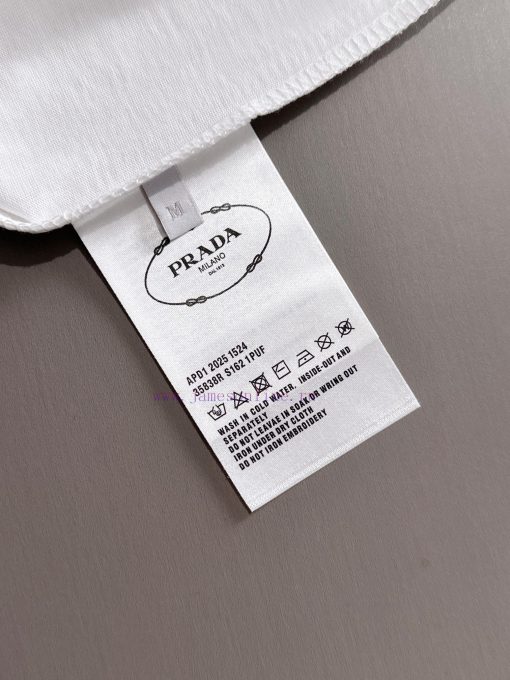 M
PRADA
MILANO
DAL 1913
APD1 2025 1524
35838R S162 1PUF
WASH IN COLD WATER, INSIDE-OUT AND
SEPARATELY
DO NOT LEAVAE IN SOAK OR WRING OUT
IRON UNDER DRY CLOTH
DO NOT IRON EMBROIDERY